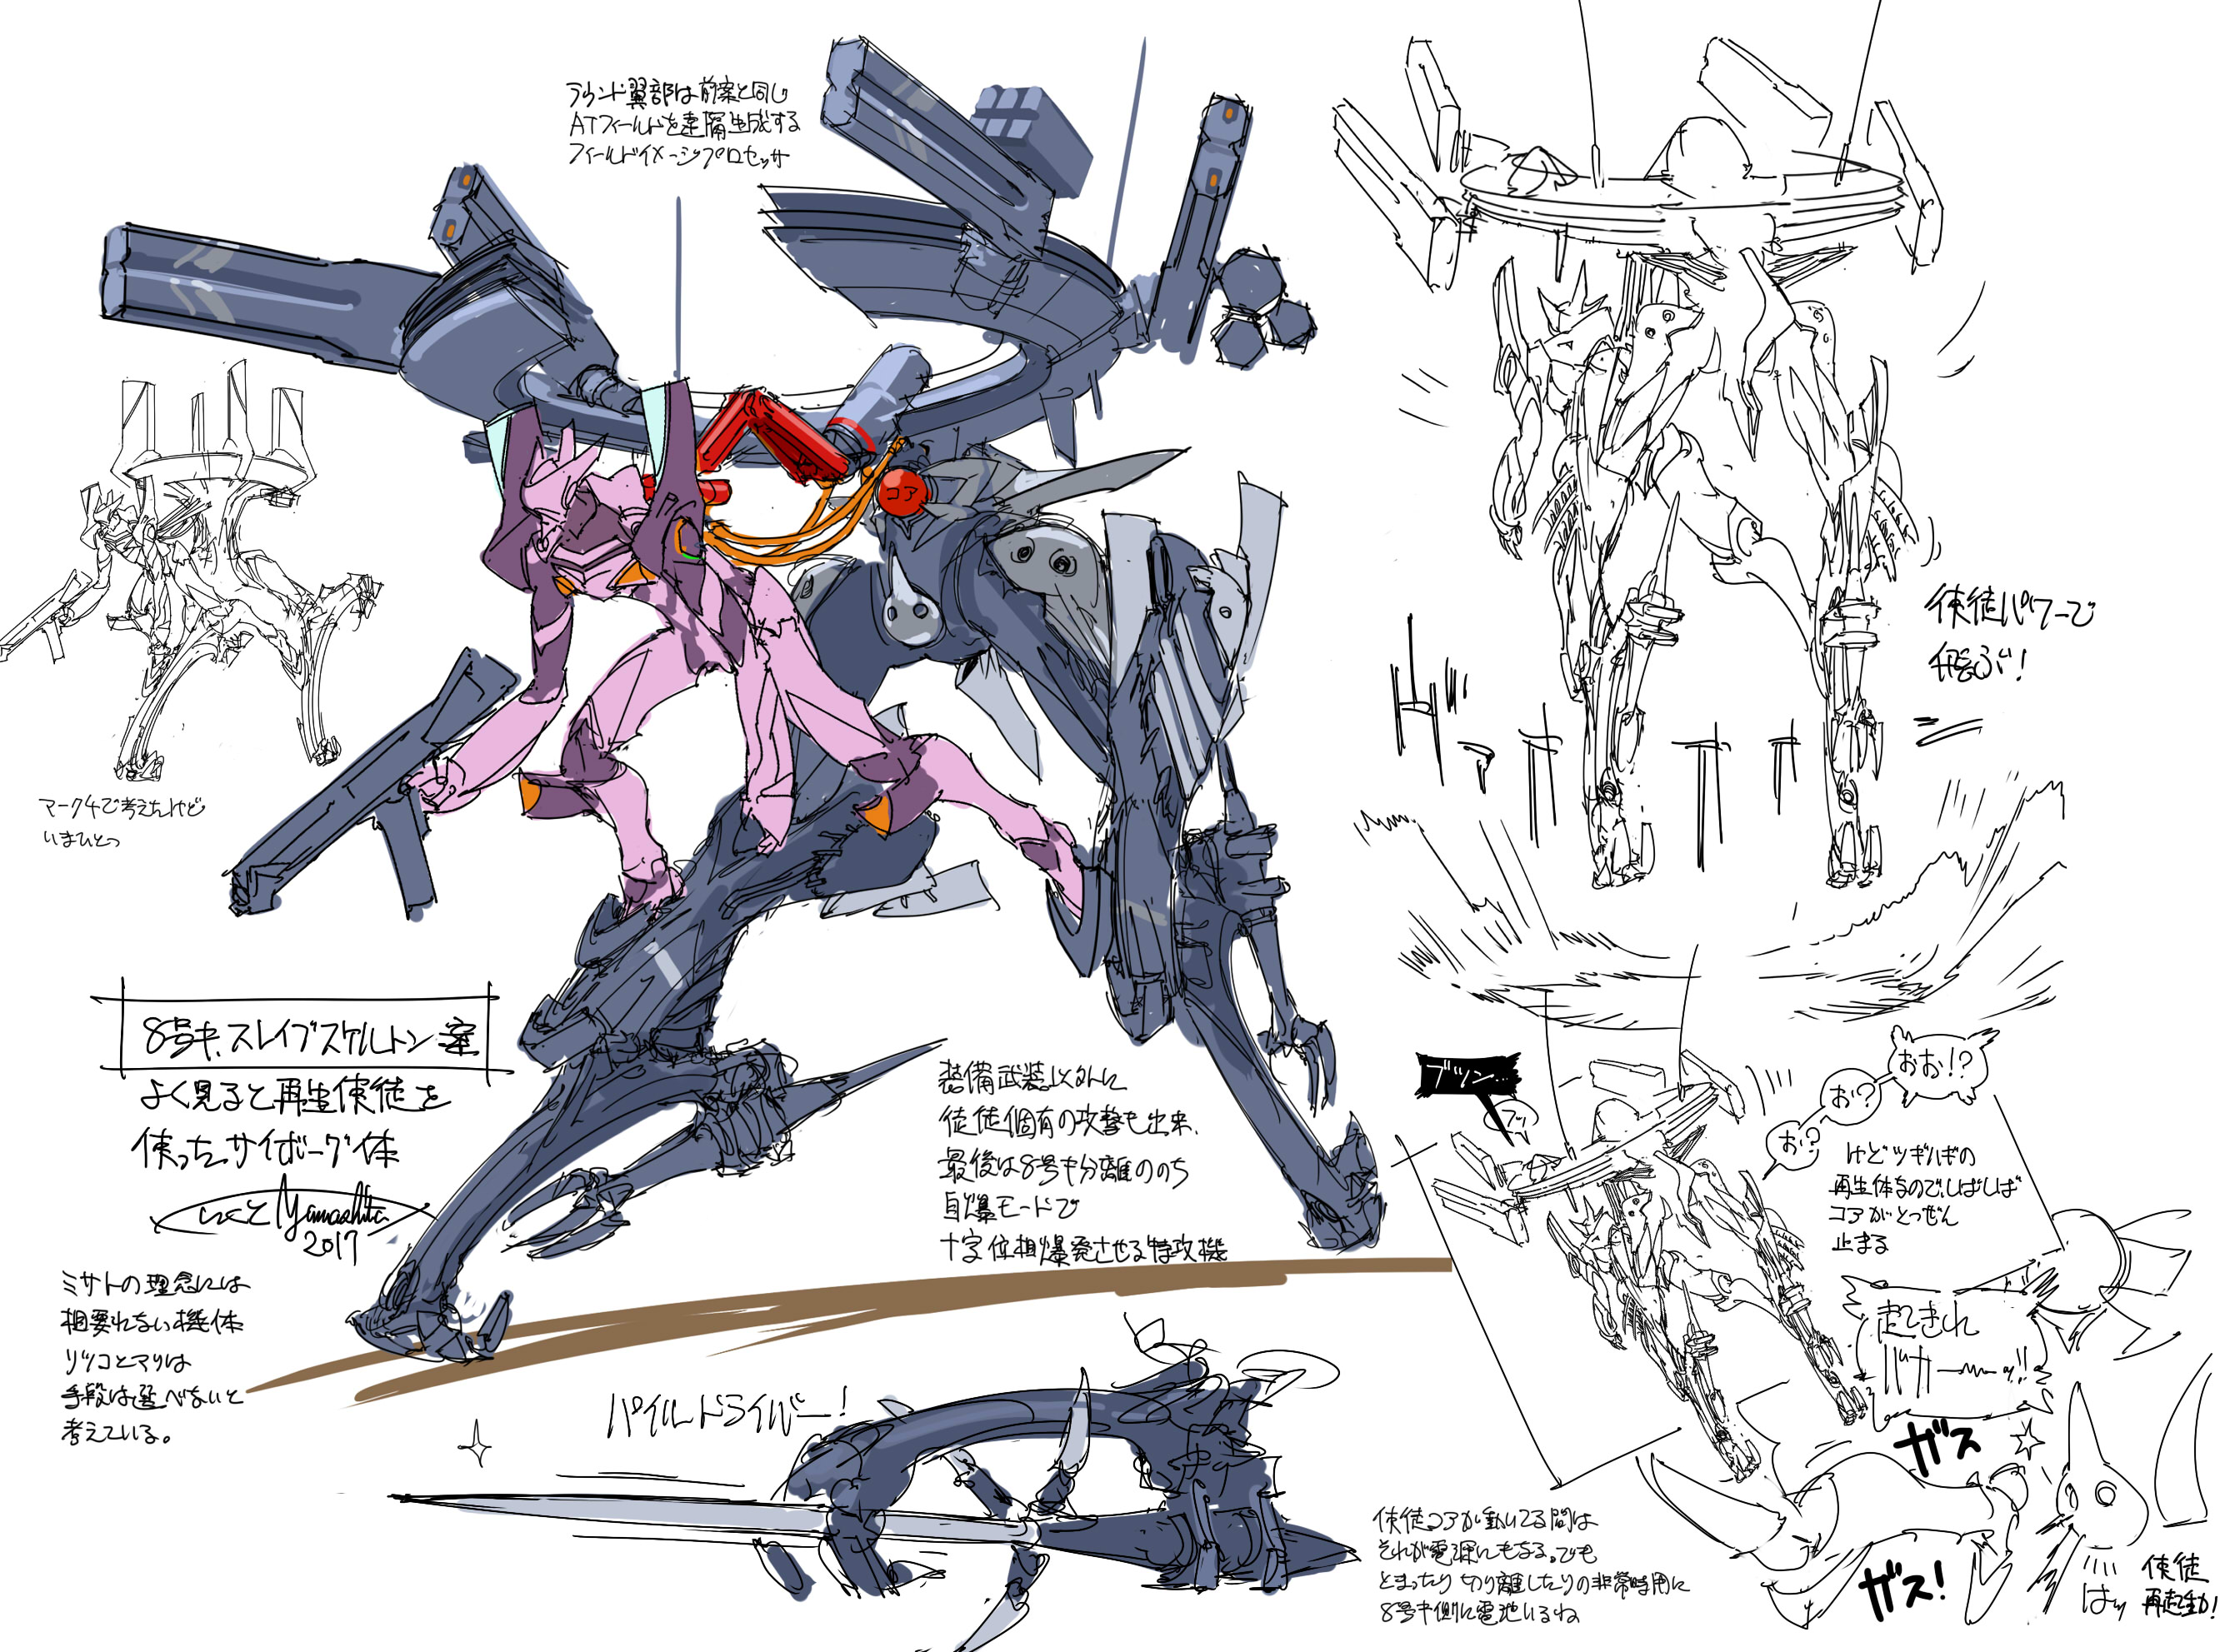 ラウンド翼部は前案と同じ
ATフィールドを遠隔生成する
フィールドイメージプロセッサ
コア
マーク4で考えたけど
いまひとつ
8号キ、スレイブスケルトン案
よく見ると再生使徒を
使ったサイボーグ体
いくと Yamashita
2017
ミサトの理念には
相要れない機体
リツコとマリは
手段は選べないと
考えている。
装備武装以外に
使徒個有の攻撃も出来、
最後は8号キ分離ののち
自爆モードで
十字位相爆発させる特攻機
パイルドライバー!
使徒パワーで
飛ぶ!
ブツン…
フッ
お?
お?
おお!?
けどツギハギの
再生体なので、しばしば
コアがとつぜん
止まる
起きれ
バカーーッ!!
ガス
ガス!
はッ
使徒
再起動!
使徒コアが動いてる間は
それが電源にもなる。でも
とまったり切り離したりの非常時用に
8号キ側に電池いるね